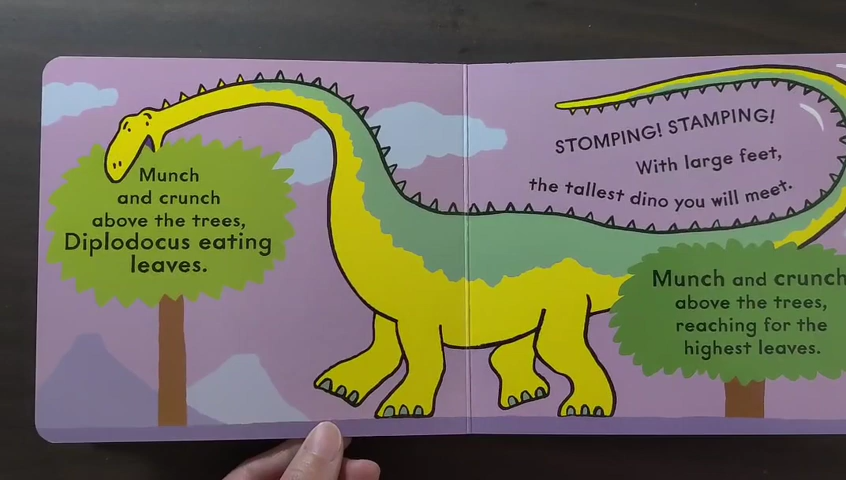 Munch
and crunch
above the trees,
Diplodocus eating
leaves.
STOMPING! STAMPING!
With large feet,
the tallest dino you will meet.
Munch and crunch
above the trees,
reaching for the
highest leaves.